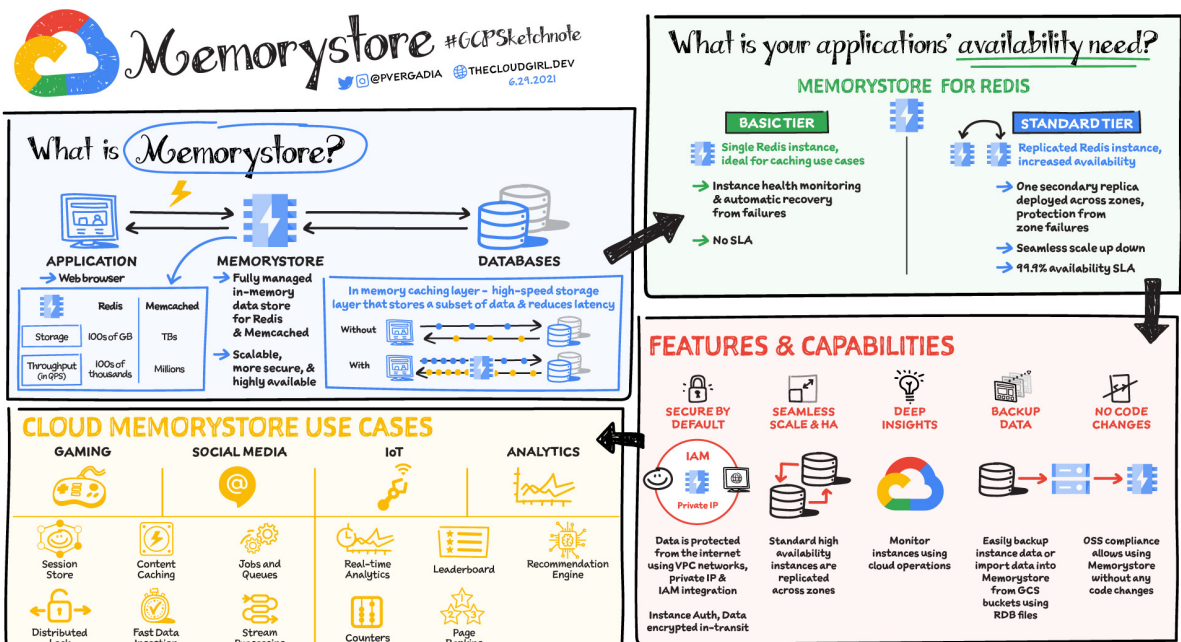 Memorystore #GCPSketchnote
@PVERGADIA THECLOUDGIRL.DEV
6.29.2021
What is Memorystore?
APPLICATION
→ Web browser
MEMORYSTORE
→ Fully managed
in-memory
data store
for Redis
& Memcached
→ Scalable,
more secure, &
highly available
DATABASES
Redis Memcached
Storage 100s of GB TBs
Throughput
(in QPS)
100s of
thousands
Millions
In memory caching layer - high-speed storage
layer that stores a subset of data & reduces latency
Without
With
What is your applications' availability need?
MEMORYSTORE FOR REDIS
BASIC TIER
Single Redis instance,
ideal for caching use cases
→ Instance health monitoring
& automatic recovery
from failures
→ No SLA
STANDARD TIER
Replicated Redis instance,
increased availability
→ One secondary replica
deployed across zones,
protection from
zone failures
→ Seamless scale up down
→ 99.9% availability SLA
FEATURES & CAPABILITIES
SECURE BY
DEFAULT
IAM
Private IP
Data is protected
from the internet
using VPC networks,
private IP &
IAM integration
Instance Auth, Data
encrypted in-transit
SEAMLESS
SCALE & HA
Standard high
availability
instances are
replicated
across zones
DEEP
INSIGHTS
Monitor
instances using
cloud operations
BACKUP
DATA
Easily backup
instance data or
import data into
Memorystore
from GCS
buckets using
RDB files
NO CODE
CHANGES
OSS compliance
allows using
Memorystore
without any
code changes
CLOUD MEMORYSTORE USE CASES
GAMING
SOCIAL MEDIA
IoT
ANALYTICS
Session
Store
Content
Caching
Jobs and
Queues
Real-time
Analytics
Leaderboard
Recommendation
Engine
Distributed
Fast Data
Stream
Counters
Page